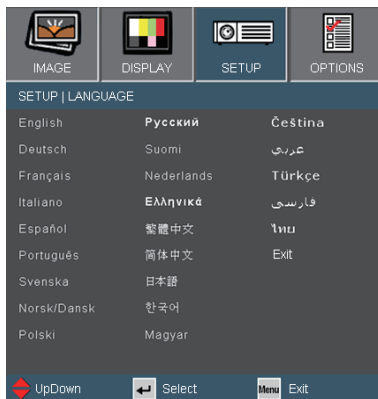 IMAGE DISPLAY SETUP OPTIONS
SETUP | LANGUAGE
English Русский Čeština
Deutsch Suomi عربي
Français Nederlands Türkçe
Italiano Ελληνικά فارسی
Español 繁體中文 ไทย
Português 简体中文 Exit
Svenska 日本語
Norsk/Dansk 한국어
Polski Magyar
UpDown Select Menu Exit